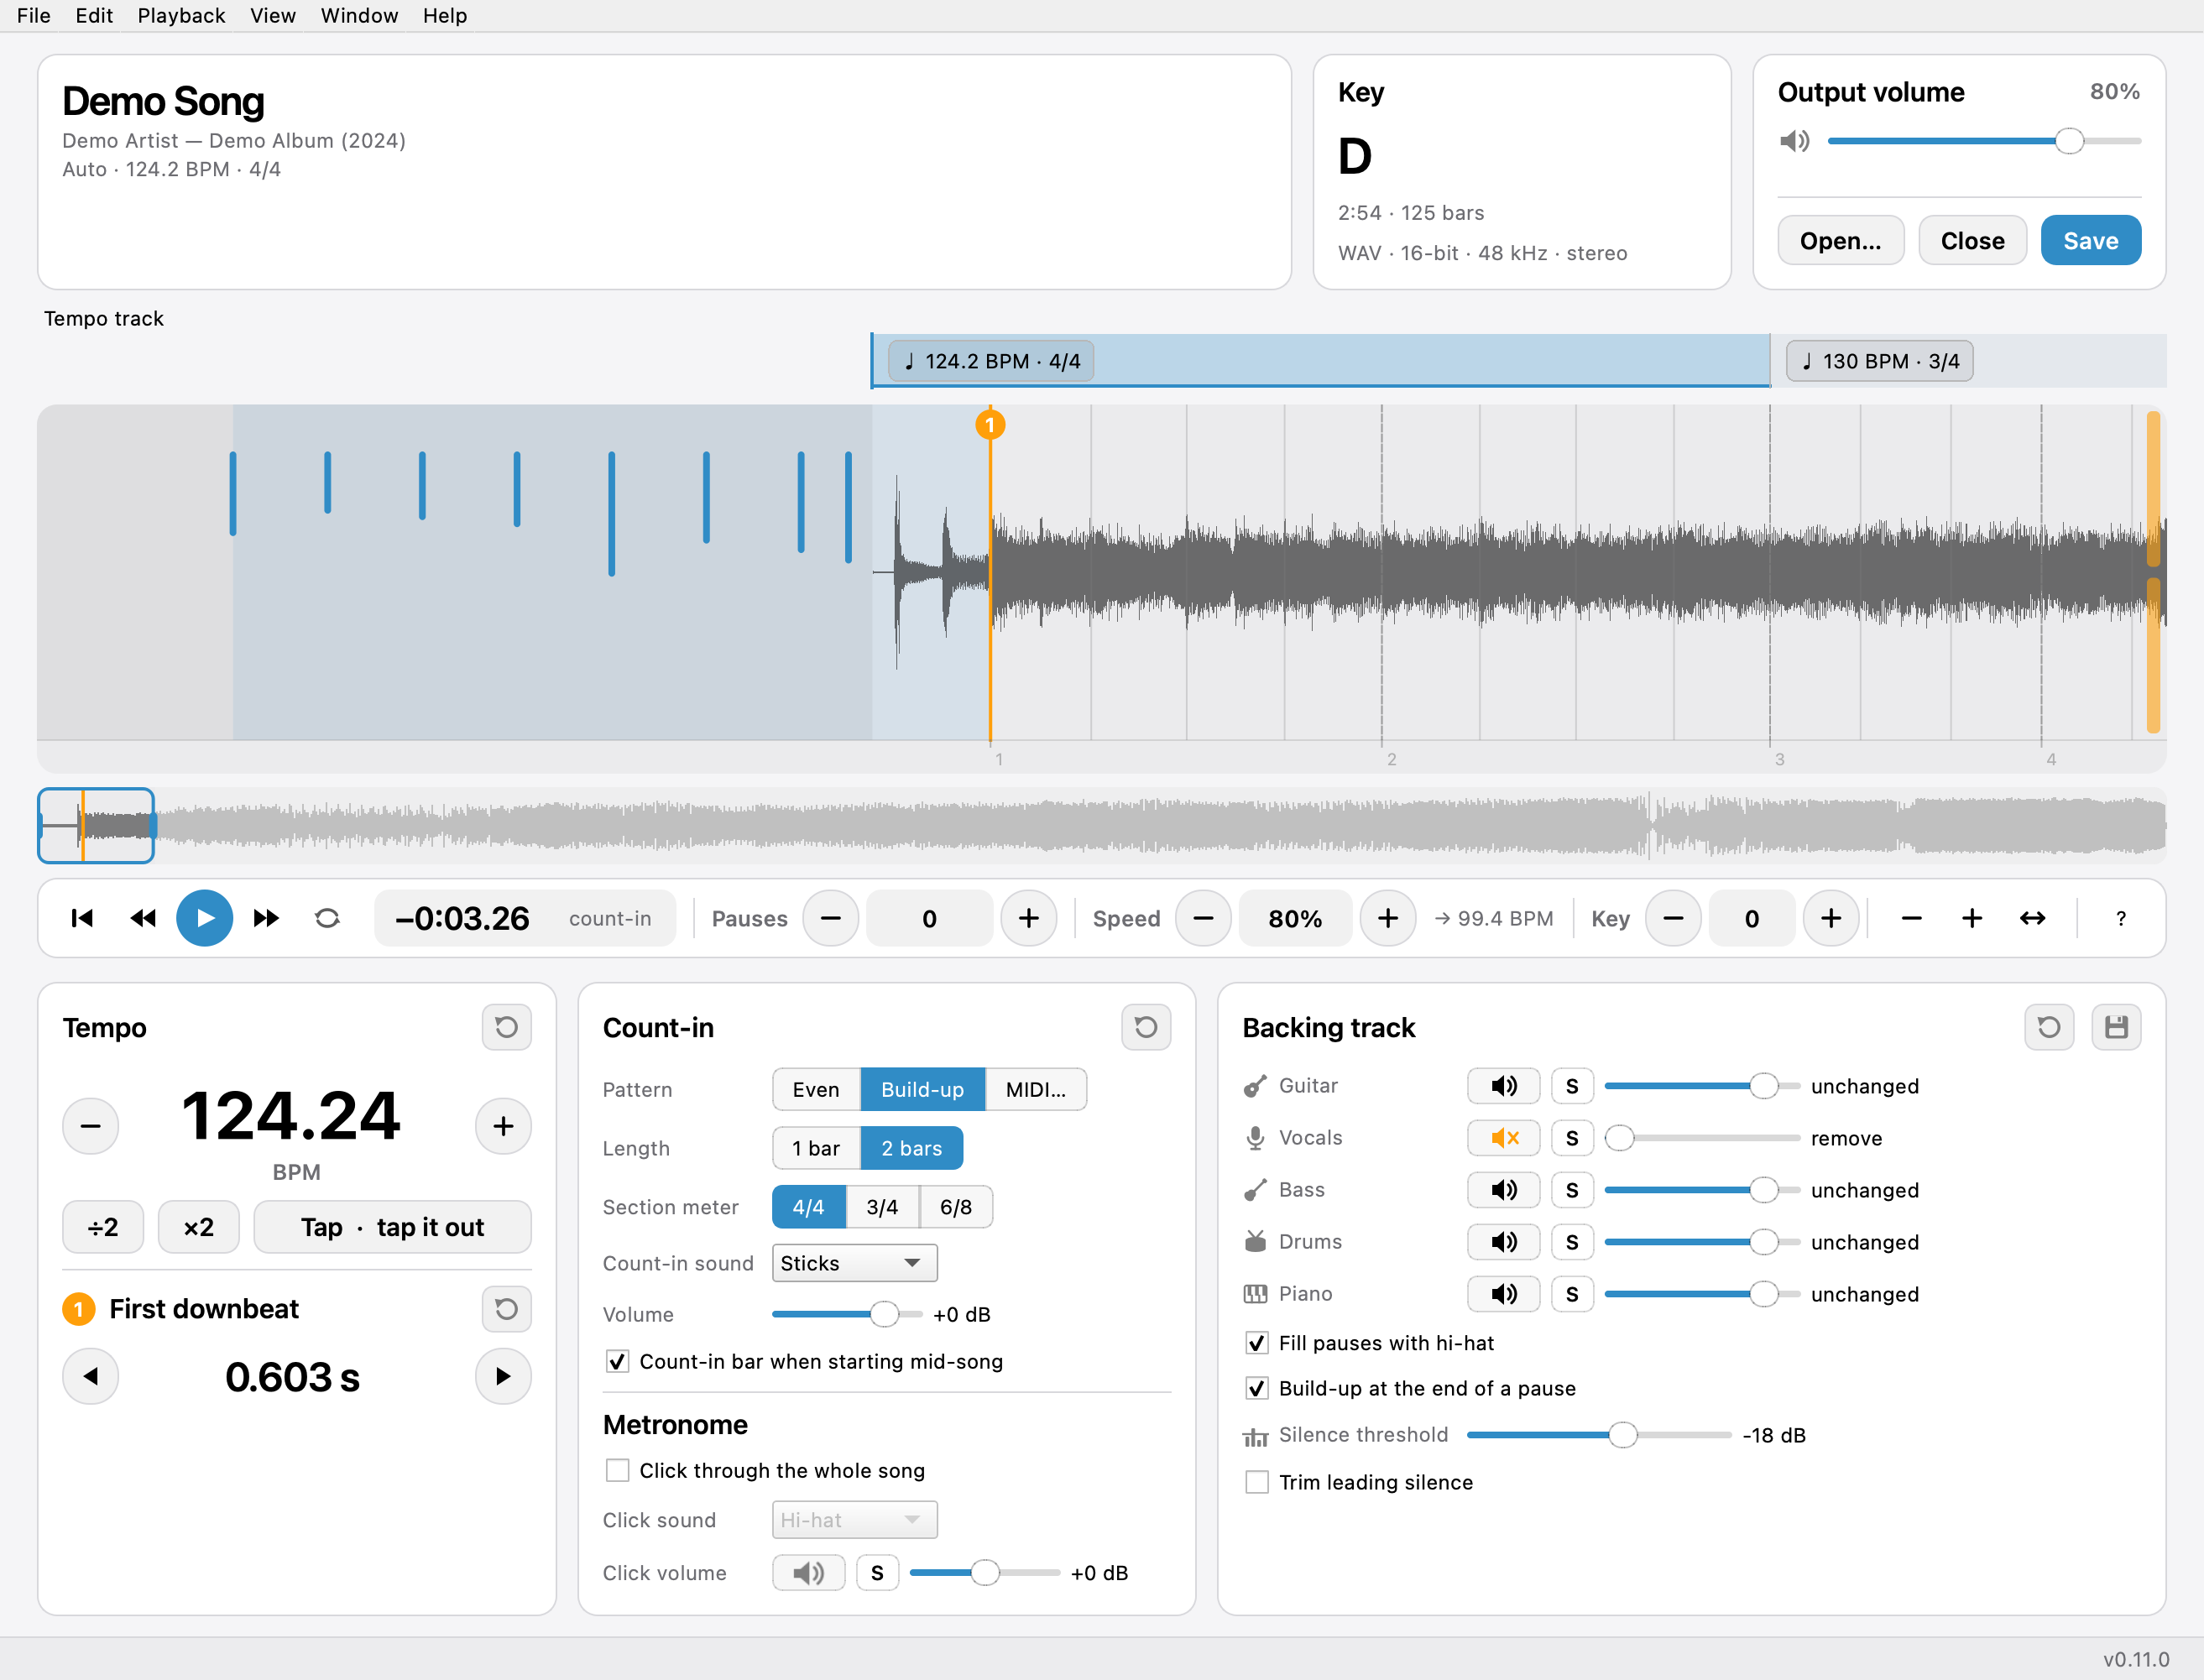 File Edit Playback View Window Help
Demo Song
Demo Artist — Demo Album (2024)
Auto · 124.2 BPM · 4/4
Key
D
2:54 · 125 bars
WAV · 16-bit · 48 kHz · stereo
Output volume 80%
Open... Close Save
Tempo track
♩ 124.2 BPM · 4/4 ♩ 130 BPM · 3/4
1
1 2 3 4
−0:03.26 count-in Pauses − 0 + Speed − 80% + → 99.4 BPM Key − 0 + − + ↔ ?
Tempo
− 124.24 +
BPM
÷2 ×2 Tap · tap it out
1 First downbeat
0.603 s
Count-in
Pattern Even Build-up MIDI...
Length 1 bar 2 bars
Section meter 4/4 3/4 6/8
Count-in sound Sticks
Volume +0 dB
Count-in bar when starting mid-song
Metronome
Click through the whole song
Click sound Hi-hat
Click volume S +0 dB
Backing track
Guitar S unchanged
Vocals S remove
Bass S unchanged
Drums S unchanged
Piano S unchanged
Fill pauses with hi-hat
Build-up at the end of a pause
Silence threshold -18 dB
Trim leading silence
v0.11.0